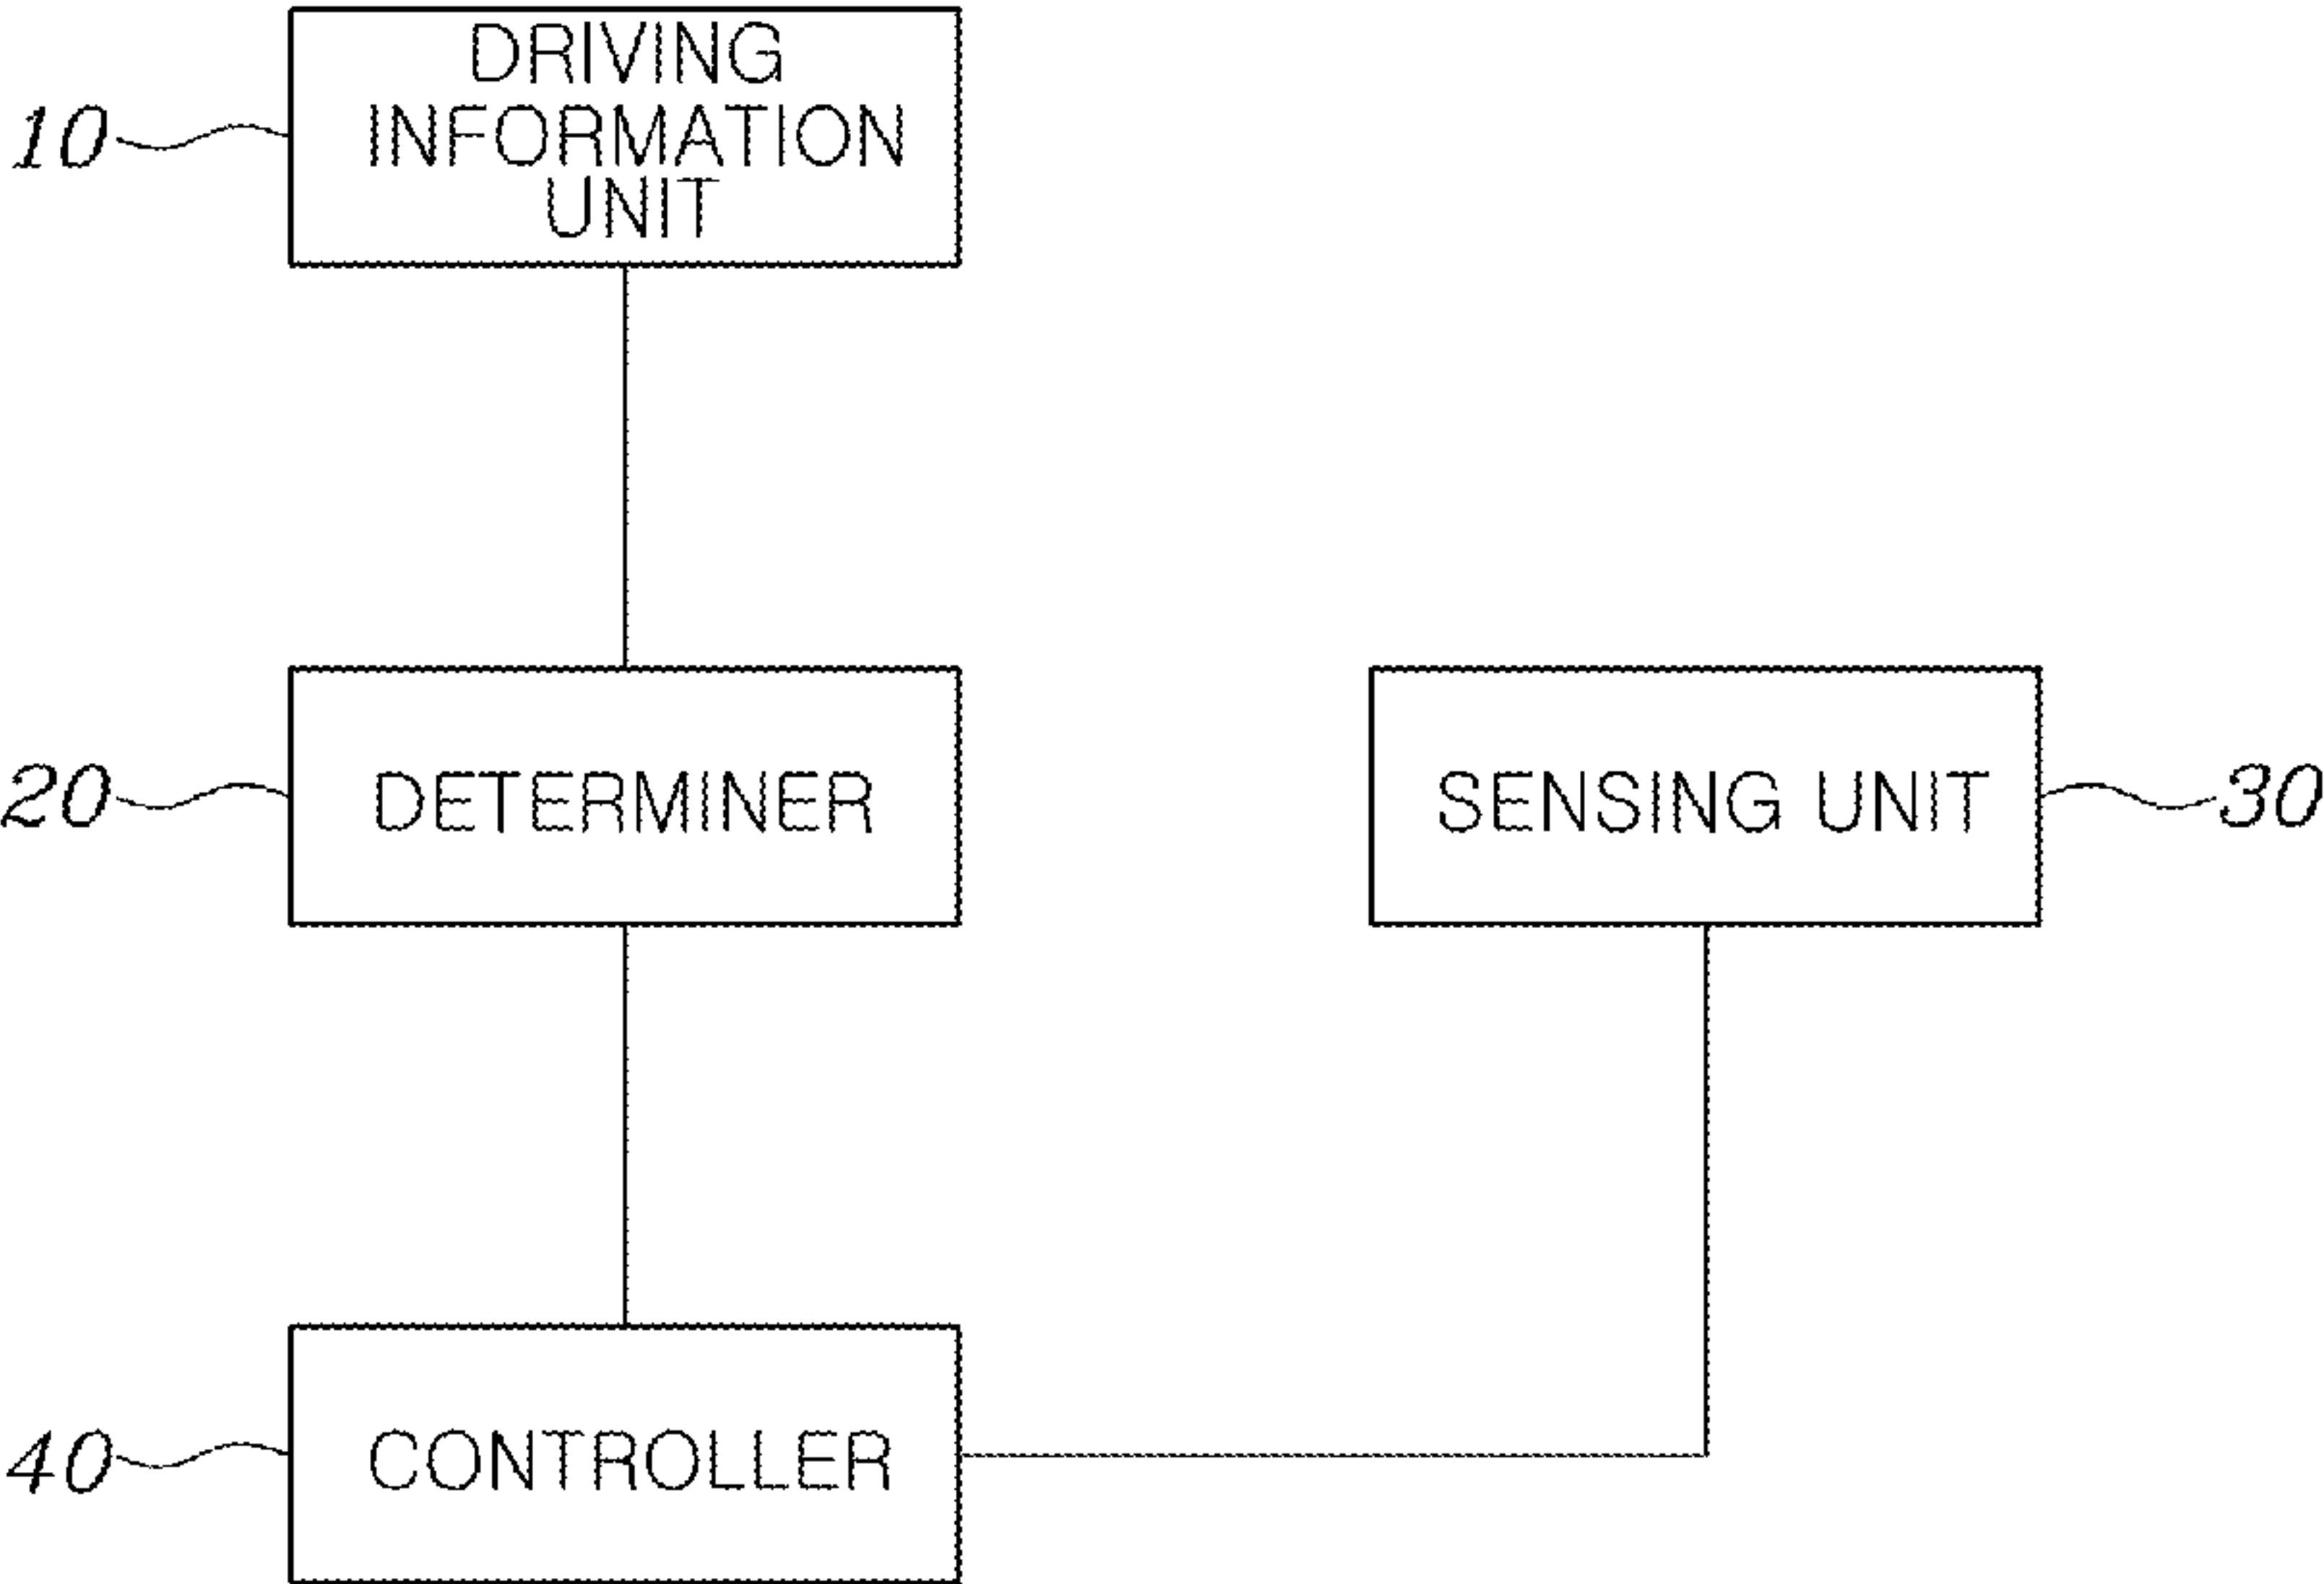 DRIVING
10 INFORMATION
UNIT
20 DETERMINER
SENSING UNIT 30
40 CONTROLLER